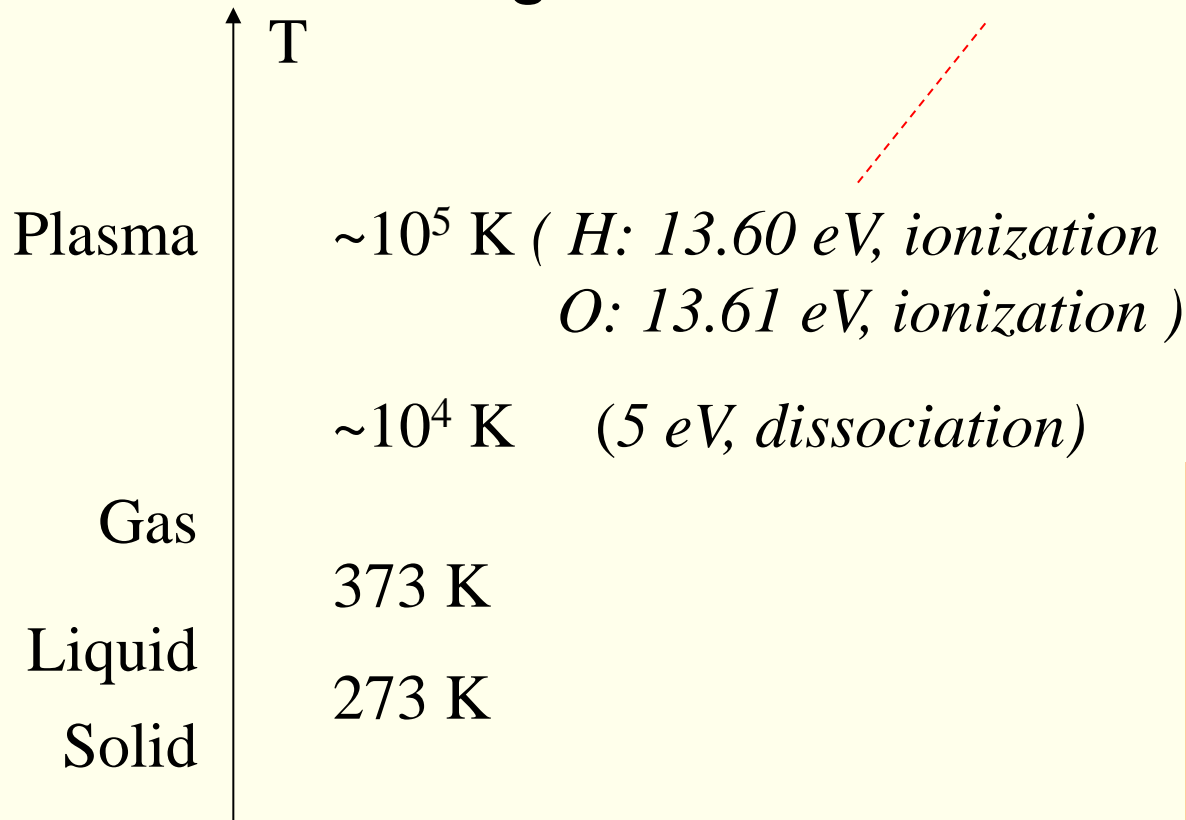 T
Plasma ~10⁵ K ( H: 13.60 eV, ionization
O: 13.61 eV, ionization )
~10⁴ K (5 eV, dissociation)
Gas
373 K
Liquid
273 K
Solid